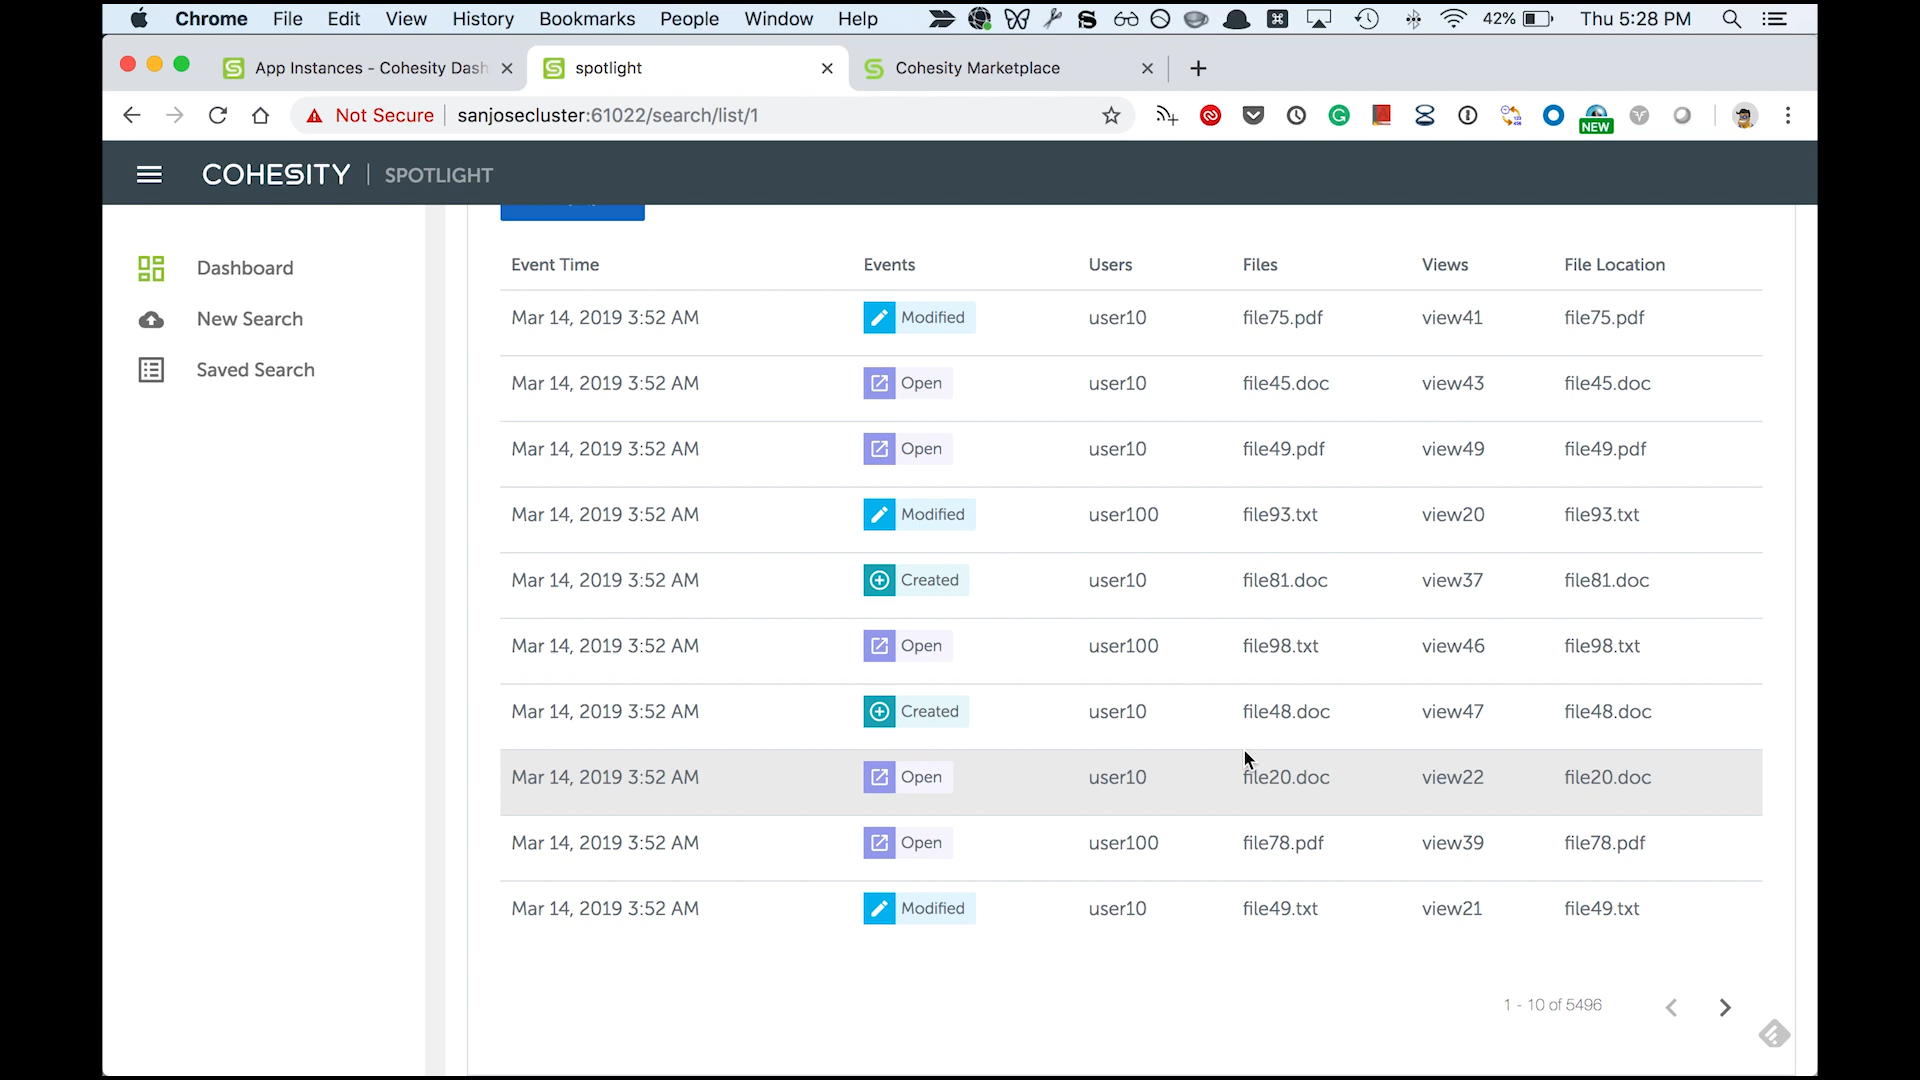 Chrome File Edit View History Bookmarks People Window Help 42% Thu 5:28 PM
App Instances - Cohesity Dash spotlight Cohesity Marketplace
Not Secure sanjosecluster:61022/search/list/1 NEW
COHESITY SPOTLIGHT
Dashboard
New Search
Saved Search
Event Time Events Users Files Views File Location
Mar 14, 2019 3:52 AM Modified user10 file75.pdf view41 file75.pdf
Mar 14, 2019 3:52 AM Open user10 file45.doc view43 file45.doc
Mar 14, 2019 3:52 AM Open user10 file49.pdf view49 file49.pdf
Mar 14, 2019 3:52 AM Modified user100 file93.txt view20 file93.txt
Mar 14, 2019 3:52 AM Created user10 file81.doc view37 file81.doc
Mar 14, 2019 3:52 AM Open user100 file98.txt view46 file98.txt
Mar 14, 2019 3:52 AM Created user10 file48.doc view47 file48.doc
Mar 14, 2019 3:52 AM Open user10 file20.doc view22 file20.doc
Mar 14, 2019 3:52 AM Open user100 file78.pdf view39 file78.pdf
Mar 14, 2019 3:52 AM Modified user10 file49.txt view21 file49.txt
1 - 10 of 5496